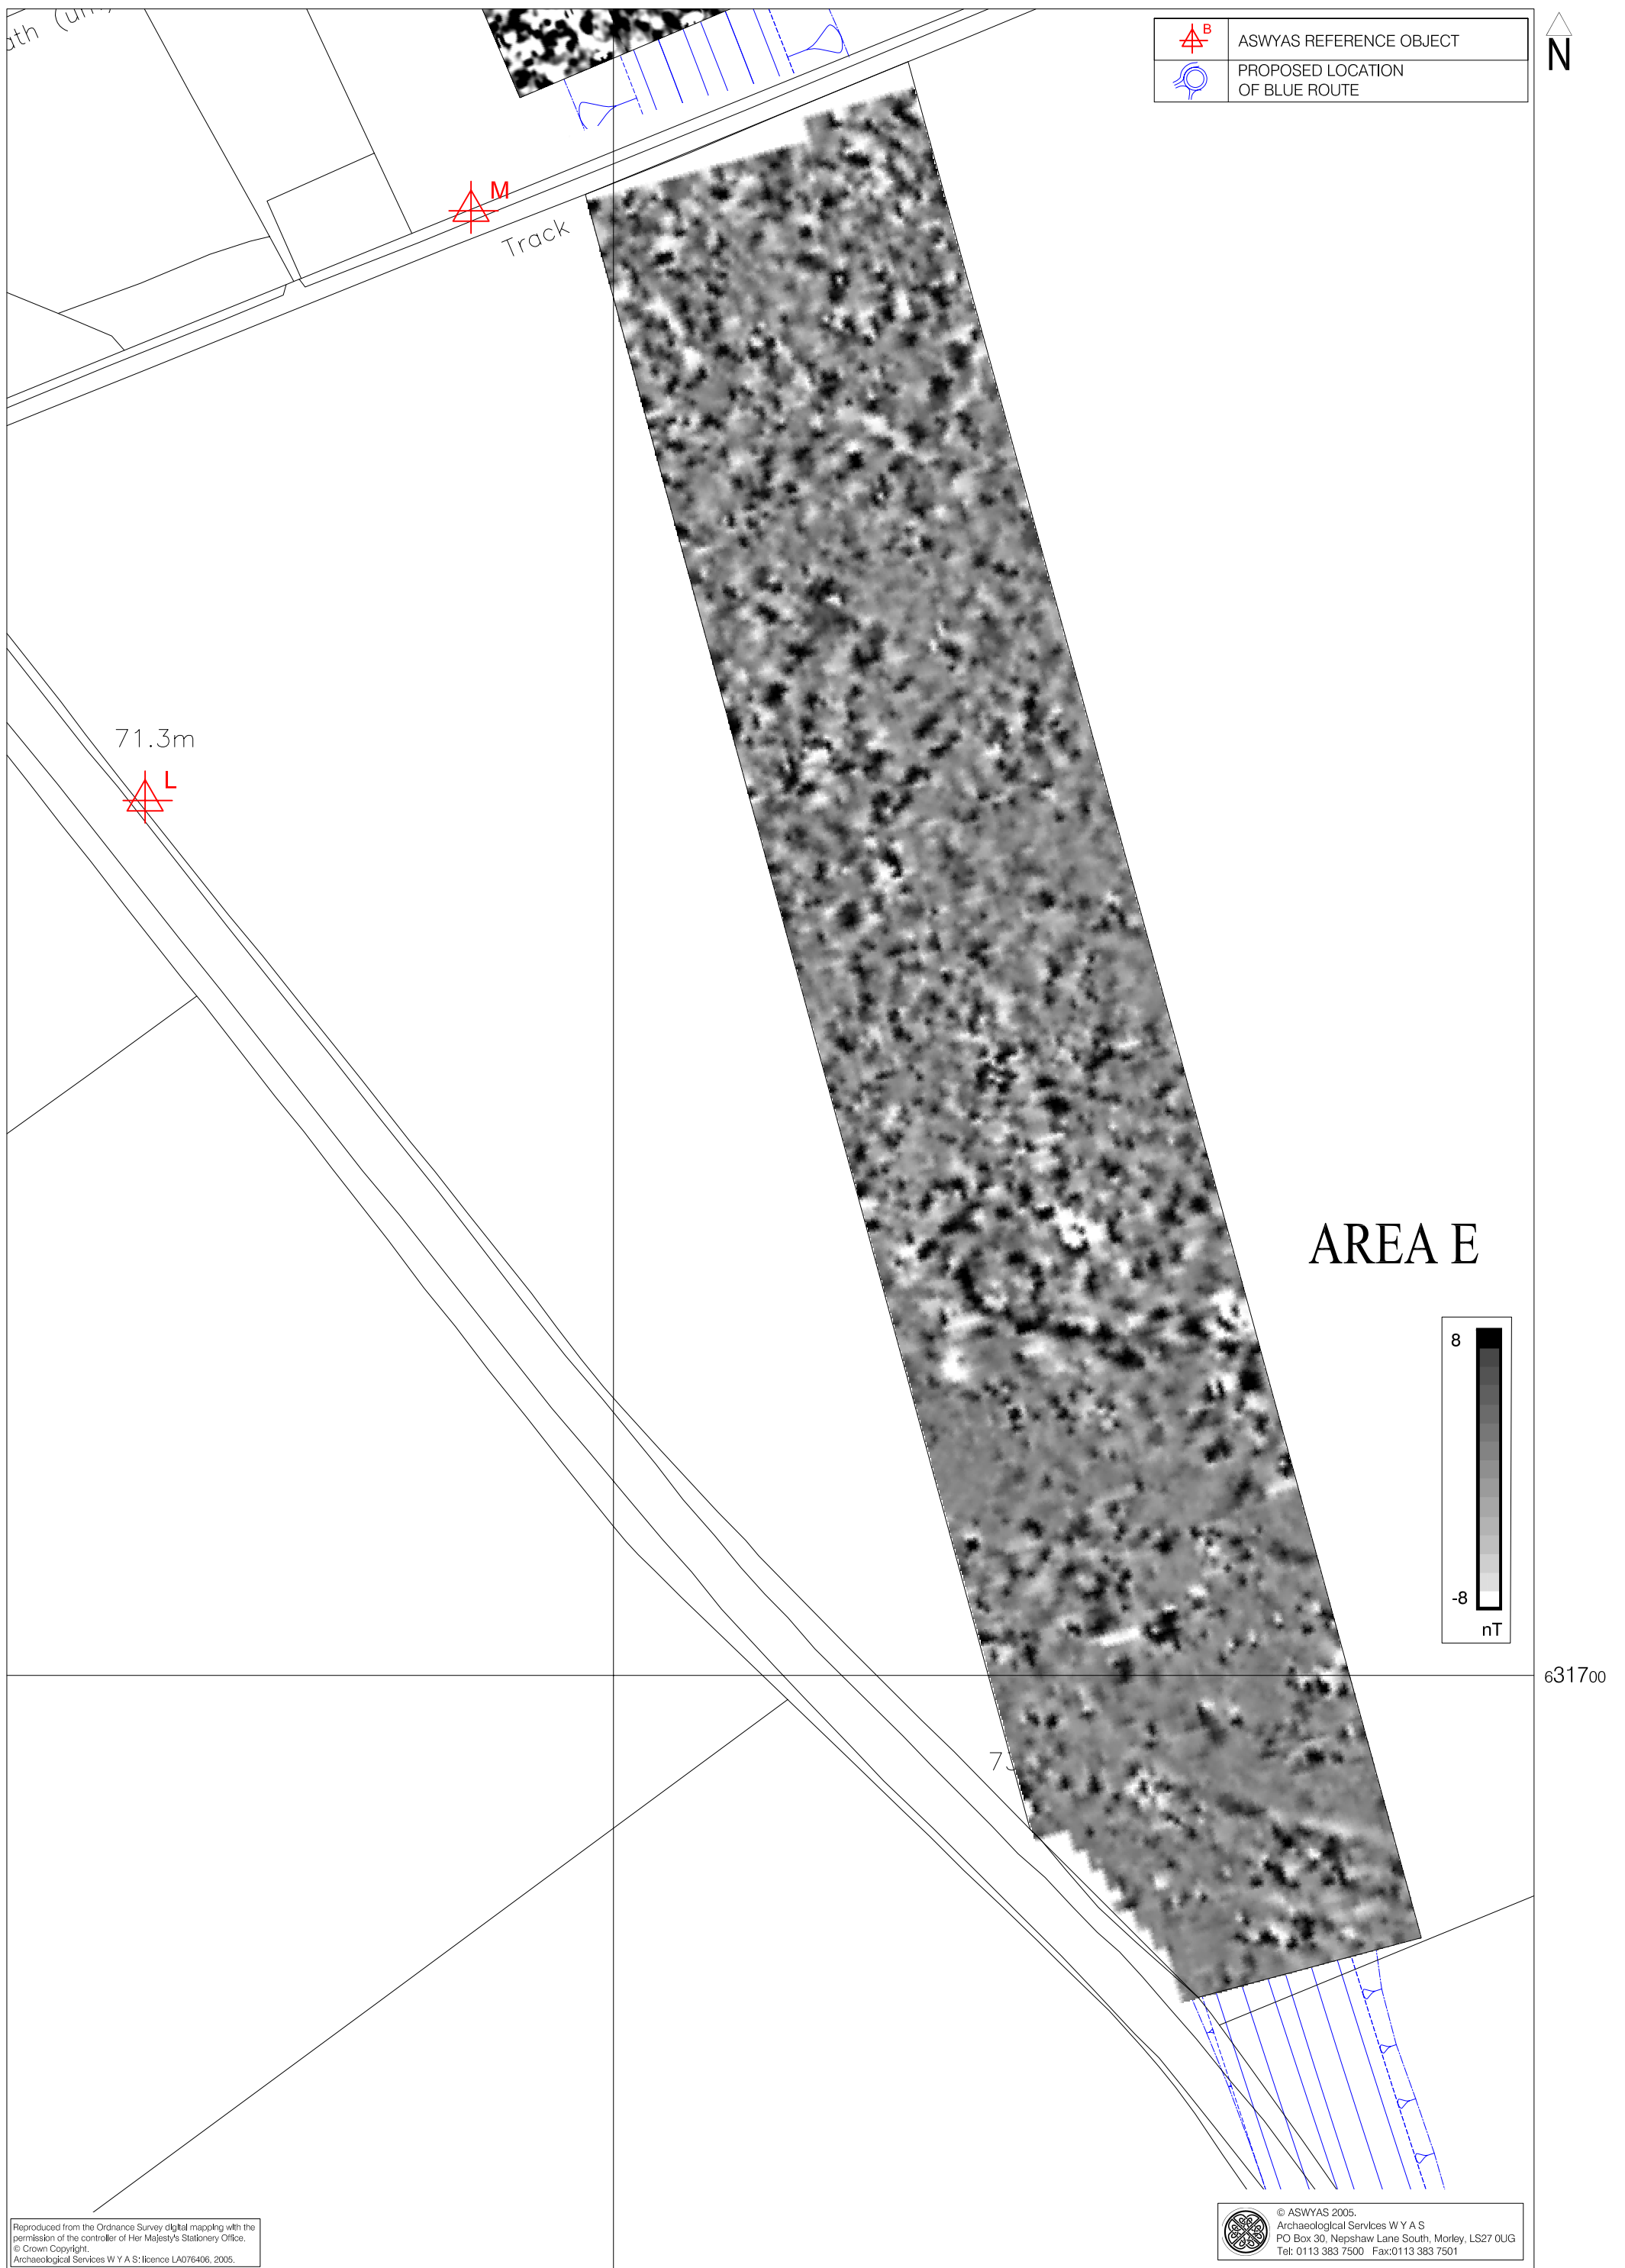 B
ASWYAS REFERENCE OBJECT
PROPOSED LOCATION
OF BLUE ROUTE
N
M
Track
71.3m
L
AREA E
8
-8
nT
631700
Reproduced from the Ordnance Survey digital mapping with the
permission of the controller of Her Majesty's Stationery Office.
© Crown Copyright.
Archaeological Services W Y A S: licence LA076406, 2005.
© ASWYAS 2005.
Archaeological Services W Y A S
PO Box 30, Nepshaw Lane South, Morley, LS27 0UG
Tel: 0113 383 7500 Fax:0113 383 7501